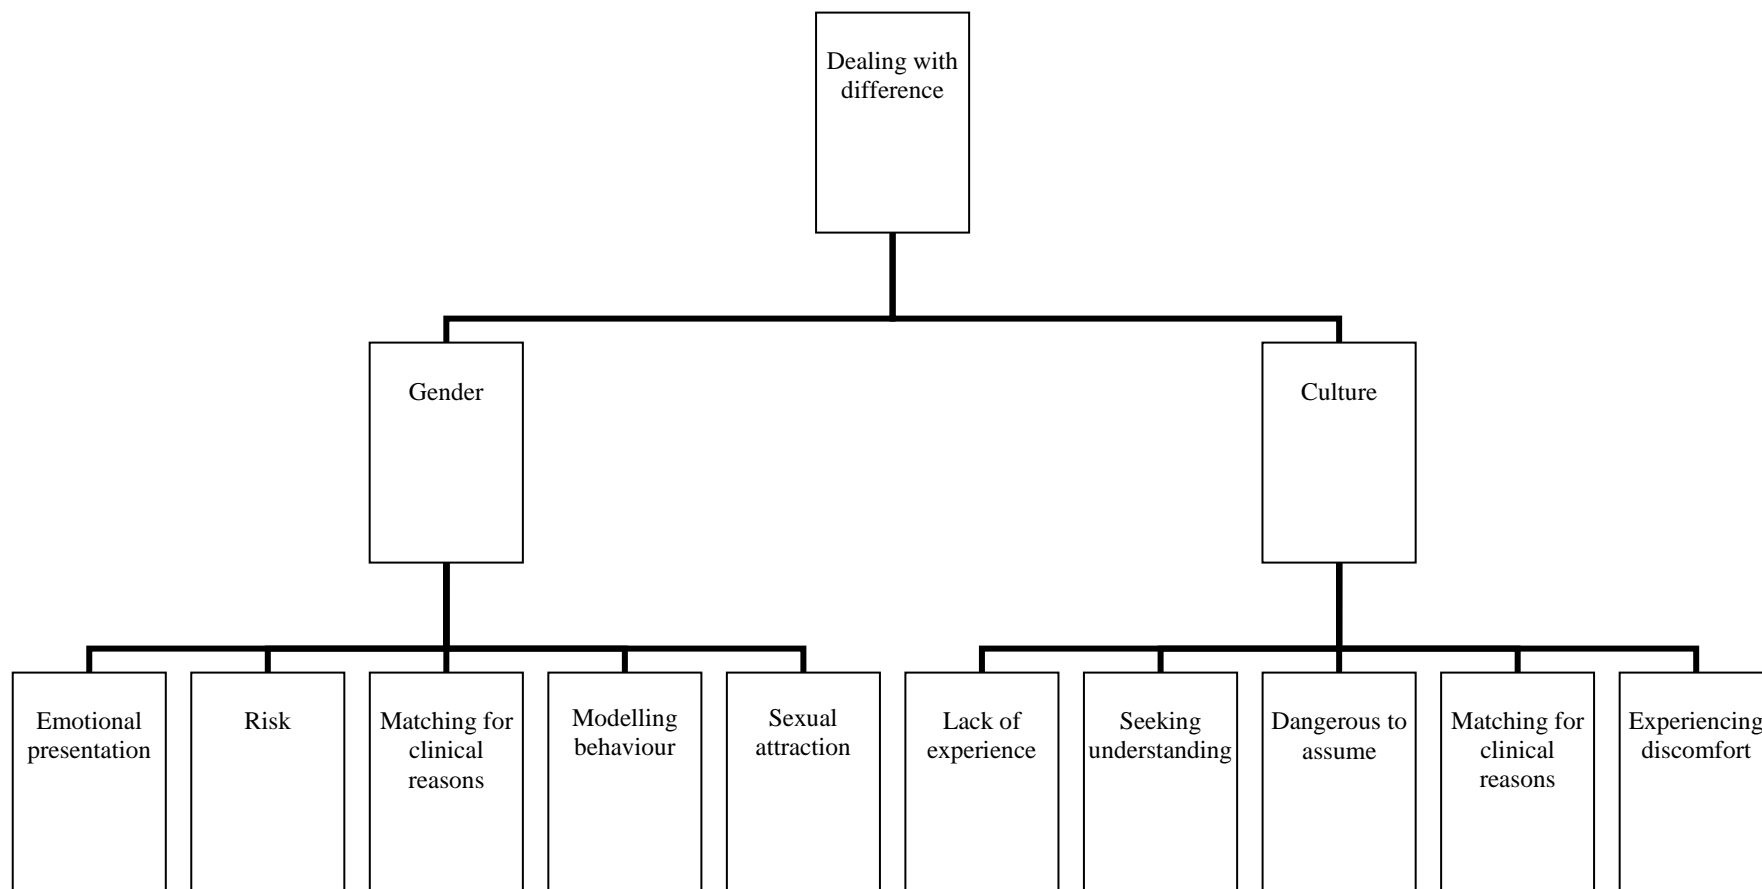 Dealing with
difference
Gender
Culture
Emotional
presentation
Risk
Matching for
clinical
reasons
Modelling
behaviour
Sexual
attraction
Lack of
experience
Seeking
understanding
Dangerous to
assume
Matching for
clinical
reasons
Experiencing
discomfort